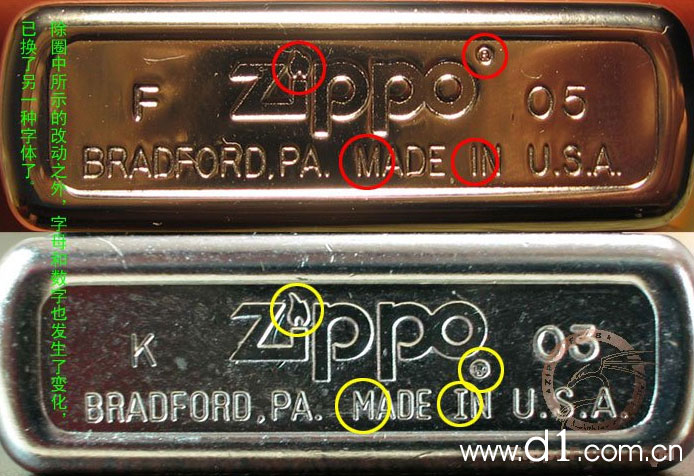 除圈中所示的改动之外，字母和数字也发生了变化，
已换了另一种字体了。
zippo ®
F 05
BRADFORD,PA. MADE IN U.S.A.
zippo
K 03
BRADFORD,PA. MADE IN U.S.A.
www.d1.com.cn